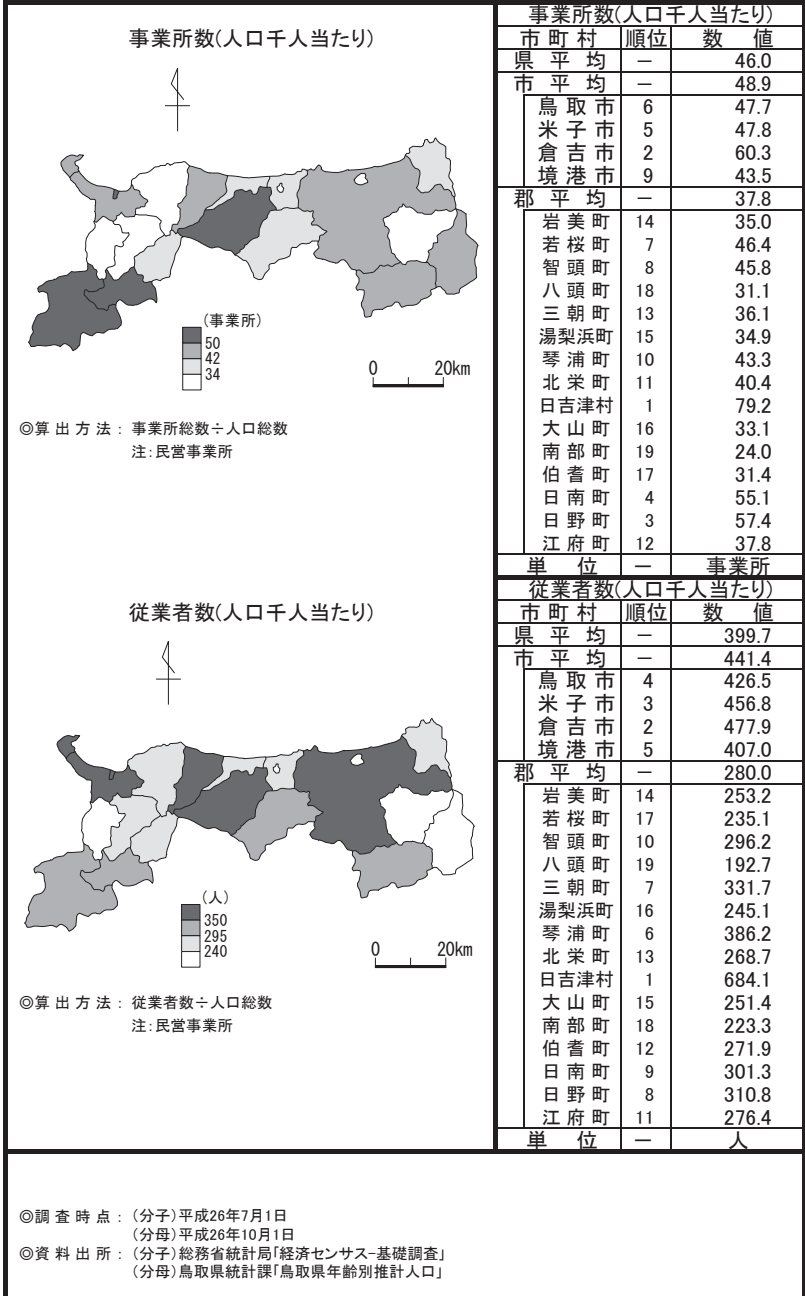 事業所数(人口千人当たり)
(事業所)
50
42
34
0 20km
◎算出方法：事業所総数÷人口総数
注：民営事業所
事業所数(人口千人当たり)
市町村 順位 数値
県平均 － 46.0
市平均 － 48.9
鳥取市 6 47.7
米子市 5 47.8
倉吉市 2 60.3
境港市 9 43.5
郡平均 － 37.8
岩美町 14 35.0
若桜町 7 46.4
智頭町 8 45.8
八頭町 18 31.1
三朝町 13 36.1
湯梨浜町 15 34.9
琴浦町 10 43.3
北栄町 11 40.4
日吉津村 1 79.2
大山町 16 33.1
南部町 19 24.0
伯耆町 17 31.4
日南町 4 55.1
日野町 3 57.4
江府町 12 37.8
単位 － 事業所
従業者数(人口千人当たり)
(人)
350
295
240
0 20km
◎算出方法：従業者数÷人口総数
注：民営事業所
従業者数(人口千人当たり)
市町村 順位 数値
県平均 － 399.7
市平均 － 441.4
鳥取市 4 426.5
米子市 3 456.8
倉吉市 2 477.9
境港市 5 407.0
郡平均 － 280.0
岩美町 14 253.2
若桜町 17 235.1
智頭町 10 296.2
八頭町 19 192.7
三朝町 7 331.7
湯梨浜町 16 245.1
琴浦町 6 386.2
北栄町 13 268.7
日吉津村 1 684.1
大山町 15 251.4
南部町 18 223.3
伯耆町 12 271.9
日南町 9 301.3
日野町 8 310.8
江府町 11 276.4
単位 － 人
◎調査時点：(分子)平成26年7月1日
(分母)平成26年10月1日
◎資料出所：(分子)総務省統計局「経済センサス-基礎調査」
(分母)鳥取県統計課「鳥取県年齢別推計人口」